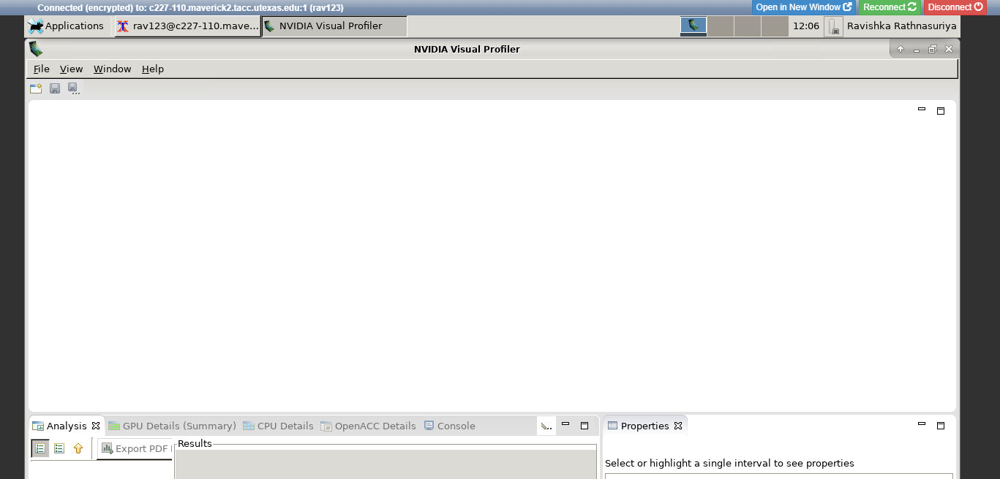 Connected (encrypted) to: c227-110.maverick2.tacc.utexas.edu:1 (rav123)
Open in New Window
Reconnect
Disconnect
Applications
rav123@c227-110.mave...
NVIDIA Visual Profiler
12:06
Ravishka Rathnasuriya
NVIDIA Visual Profiler
File View Window Help
Analysis
GPU Details (Summary)
CPU Details
OpenACC Details
Console
Properties
Export PDF
Results
Select or highlight a single interval to see properties